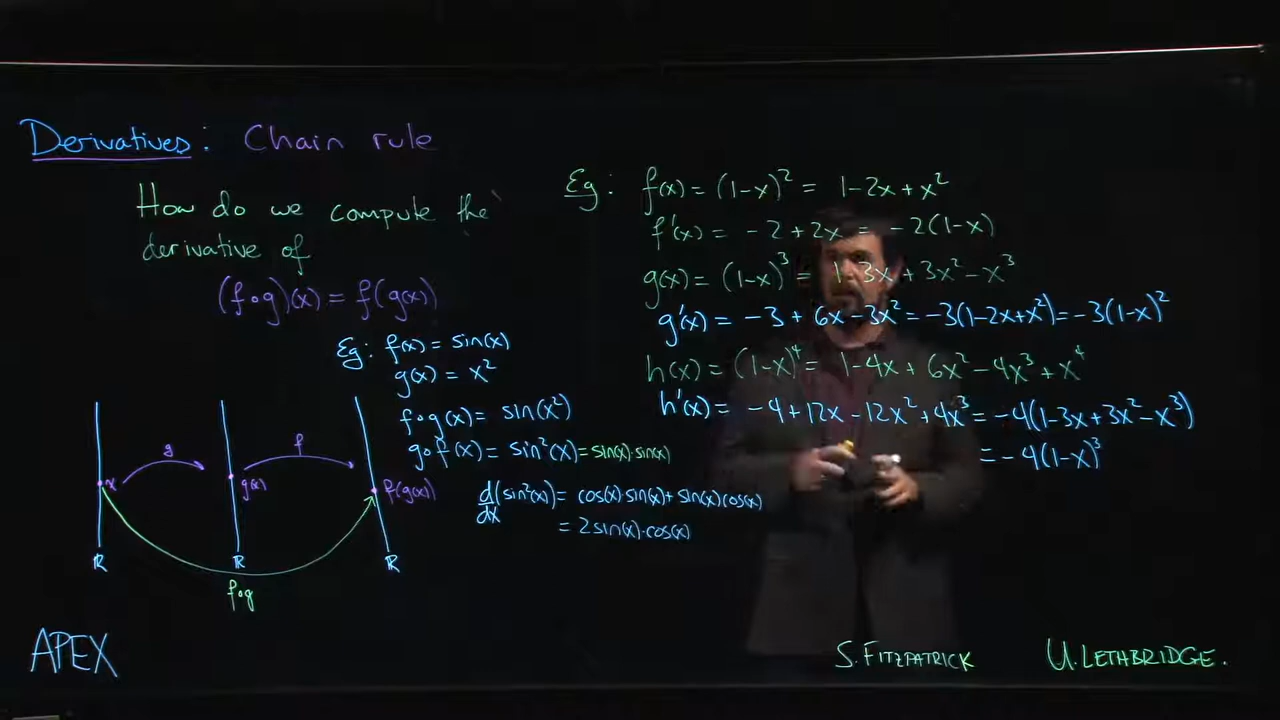 Derivatives: Chain rule
How do we compute the
derivative of
(f∘g)(x) = f(g(x))
Eg: f(x) = sin(x)
g(x) = x²
f∘g(x) = sin(x²)
g∘f(x) = sin²(x) = sin(x)·sin(x)
d/dx(sin²(x)) = cos(x)·sin(x) + sin(x)cos(x)
= 2sin(x)·cos(x)
x
g
g(x)
f
f(g(x))
ℝ
ℝ
ℝ
f∘g
Eg: f(x) = (1-x)² = 1-2x+x²
f'(x) = -2+2x = -2(1-x)
g(x) = (1-x)³ = 1-3x+3x²-x³
g'(x) = -3+6x-3x² = -3(1-2x+x²) = -3(1-x)²
h(x) = (1-x)⁴ = 1-4x+6x²-4x³+x⁴
h'(x) = -4+12x-12x²+4x³ = -4(1-3x+3x²-x³)
= -4(1-x)³
APEX
S. FITZPATRICK
U. LETHBRIDGE.